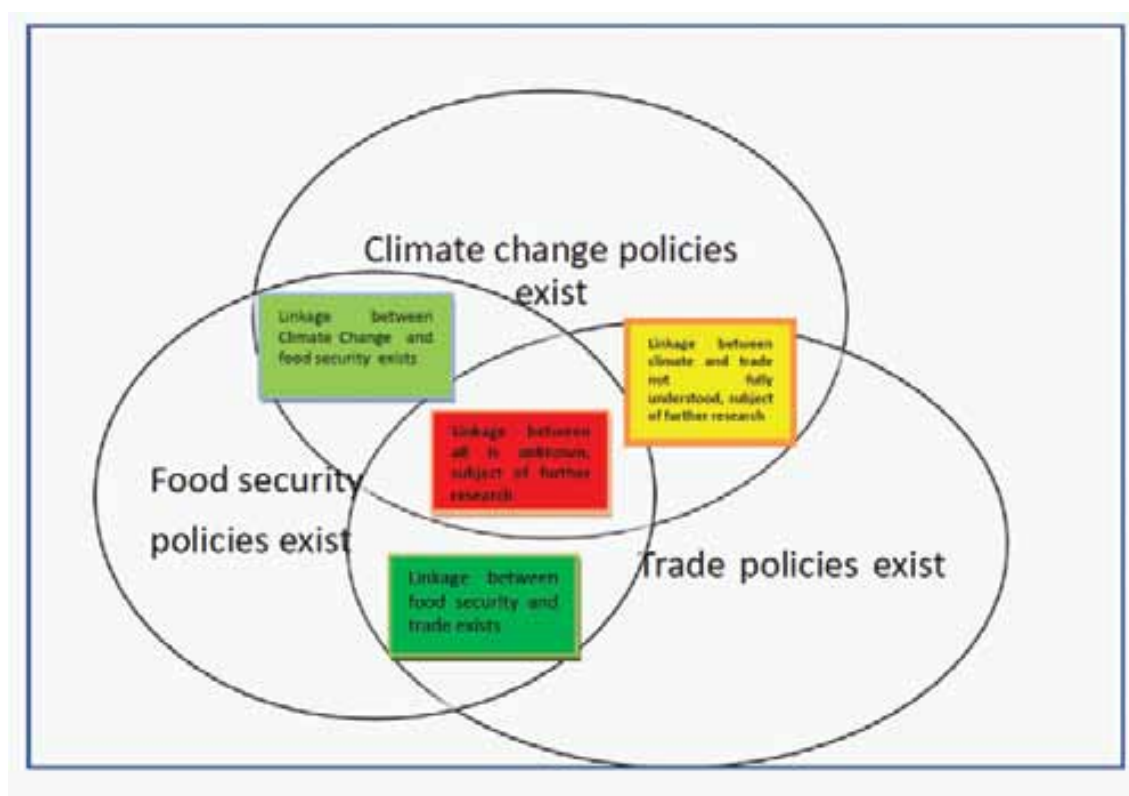 Climate change policies
exist
Linkage between
Climate Change and
food security exists
Linkage between
climate and trade
not fully
understood, subject
of further research
Linkage between
all is unknown,
subject of further
research
Food security
policies exist
Trade policies exist
Linkage between
food security and
trade exists